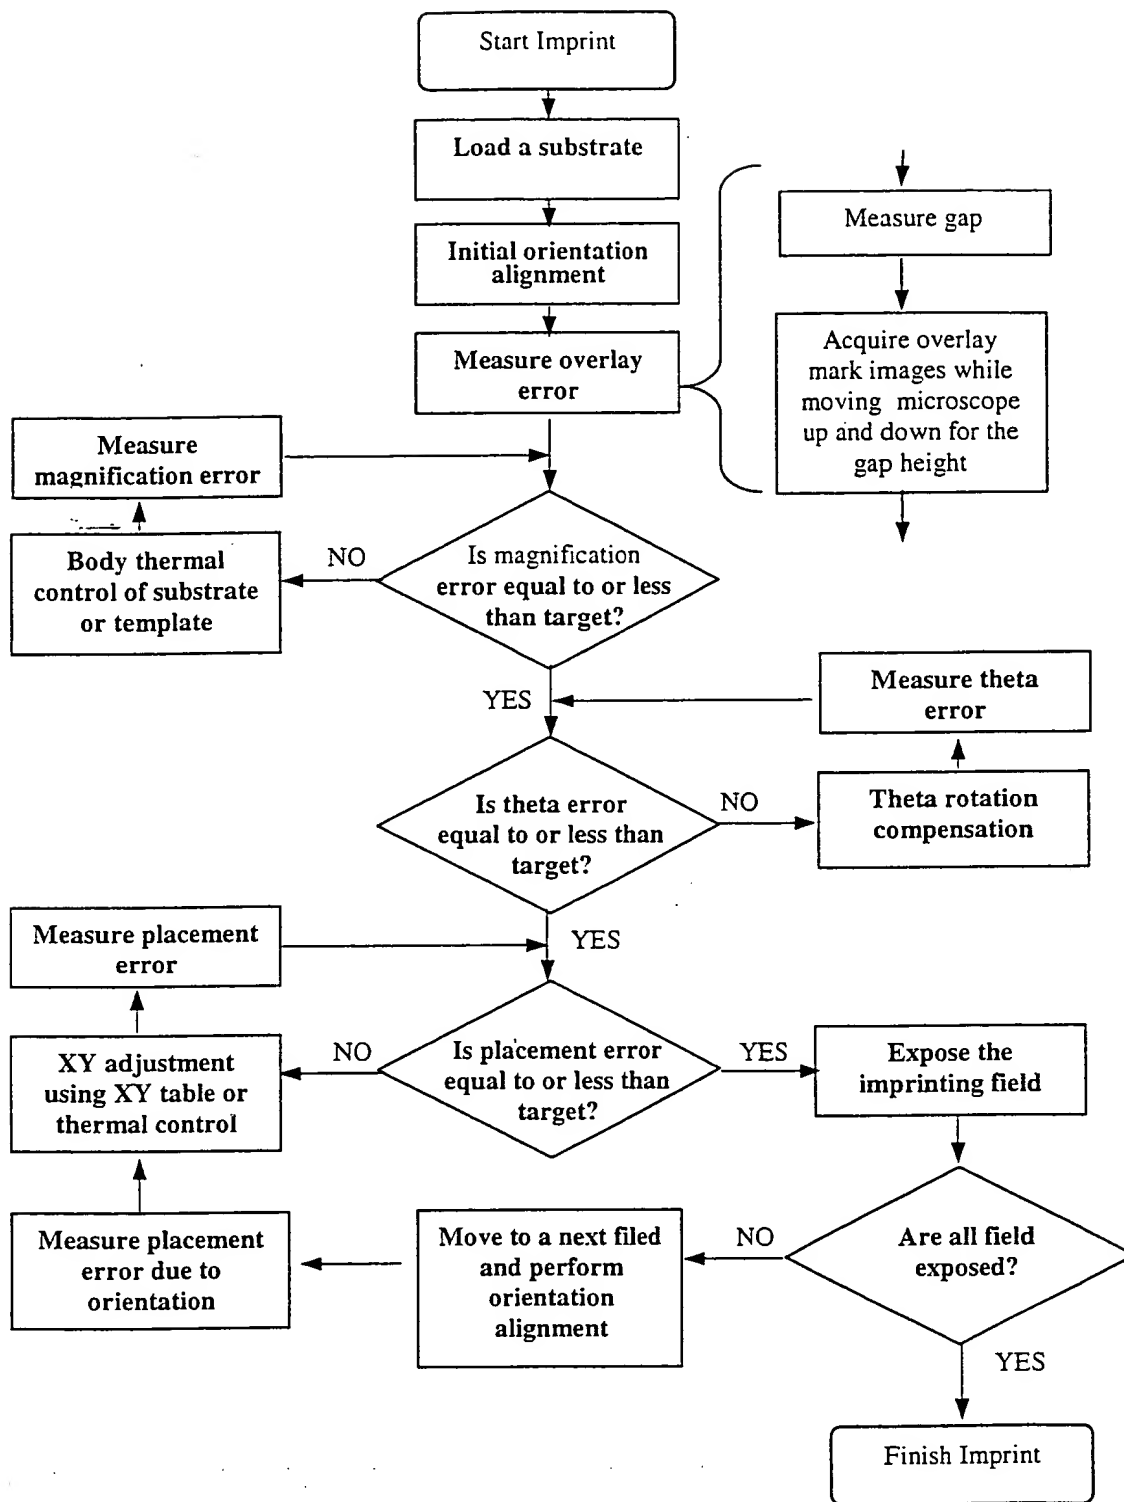 Start Imprint
Load a substrate
Initial orientation
alignment
Measure overlay
error
Measure gap
Acquire overlay
mark images while
moving microscope
up and down for the
gap height
Measure
magnification error
Body thermal
control of substrate
or template
NO
Is magnification
error equal to or less
than target?
YES
Measure theta
error
Is theta error
equal to or less than
target?
NO
Theta rotation
compensation
YES
Measure placement
error
XY adjustment
using XY table or
thermal control
NO
Is placement error
equal to or less than
target?
YES
Expose the
imprinting field
Measure placement
error due to
orientation
Move to a next filed
and perform
orientation
alignment
NO
Are all field
exposed?
YES
Finish Imprint